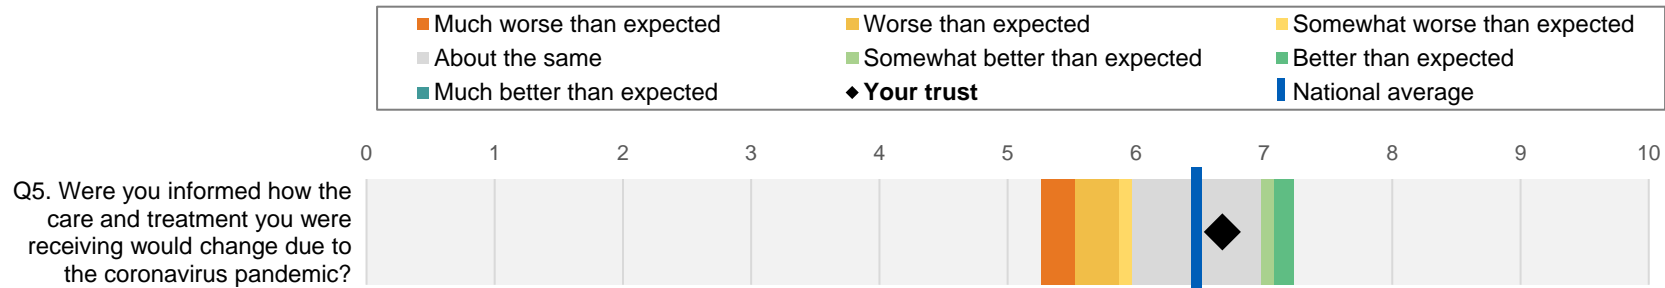 Much worse than expected Worse than expected Somewhat worse than expected
About the same Somewhat better than expected Better than expected
Much better than expected Your trust National average
0 1 2 3 4 5 6 7 8 9 10
Q5. Were you informed how the
care and treatment you were
receiving would change due to
the coronavirus pandemic?